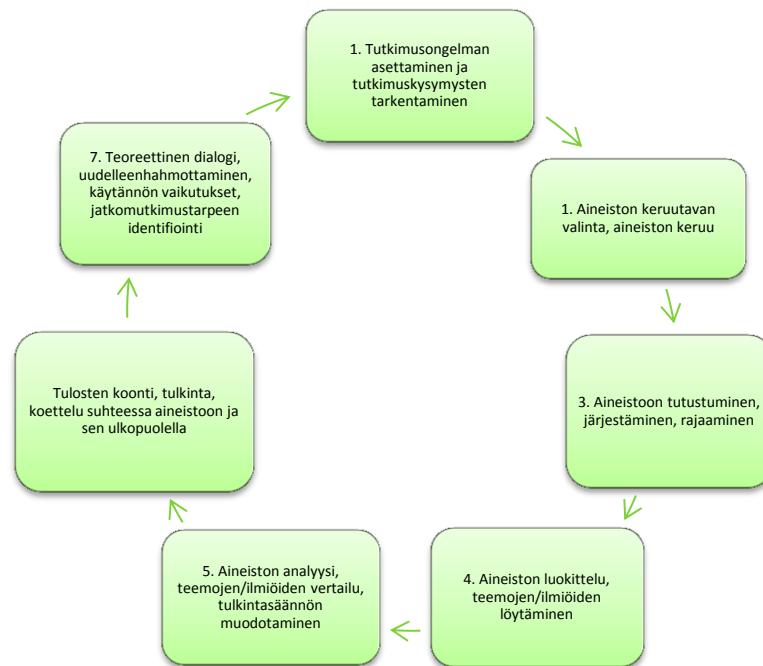 1. Tutkimusongelman
asettaminen ja
tutkimuskysymysten
tarkentaminen
1. Aineiston keruutavan
valinta, aineiston keruu
3. Aineistoon tutustuminen,
järjestäminen, rajaaminen
4. Aineiston luokittelu,
teemojen/ilmiöiden
löytäminen
5. Aineiston analyysi,
teemojen/ilmiöiden vertailu,
tulkintasäännön
muodotaminen
Tulosten koonti, tulkinta,
koettelu suhteessa aineistoon ja
sen ulkopuolella
7. Teoreettinen dialogi,
uudelleenhahmottaminen,
käytännön vaikutukset,
jatkomutkimustarpeen
identifiointi